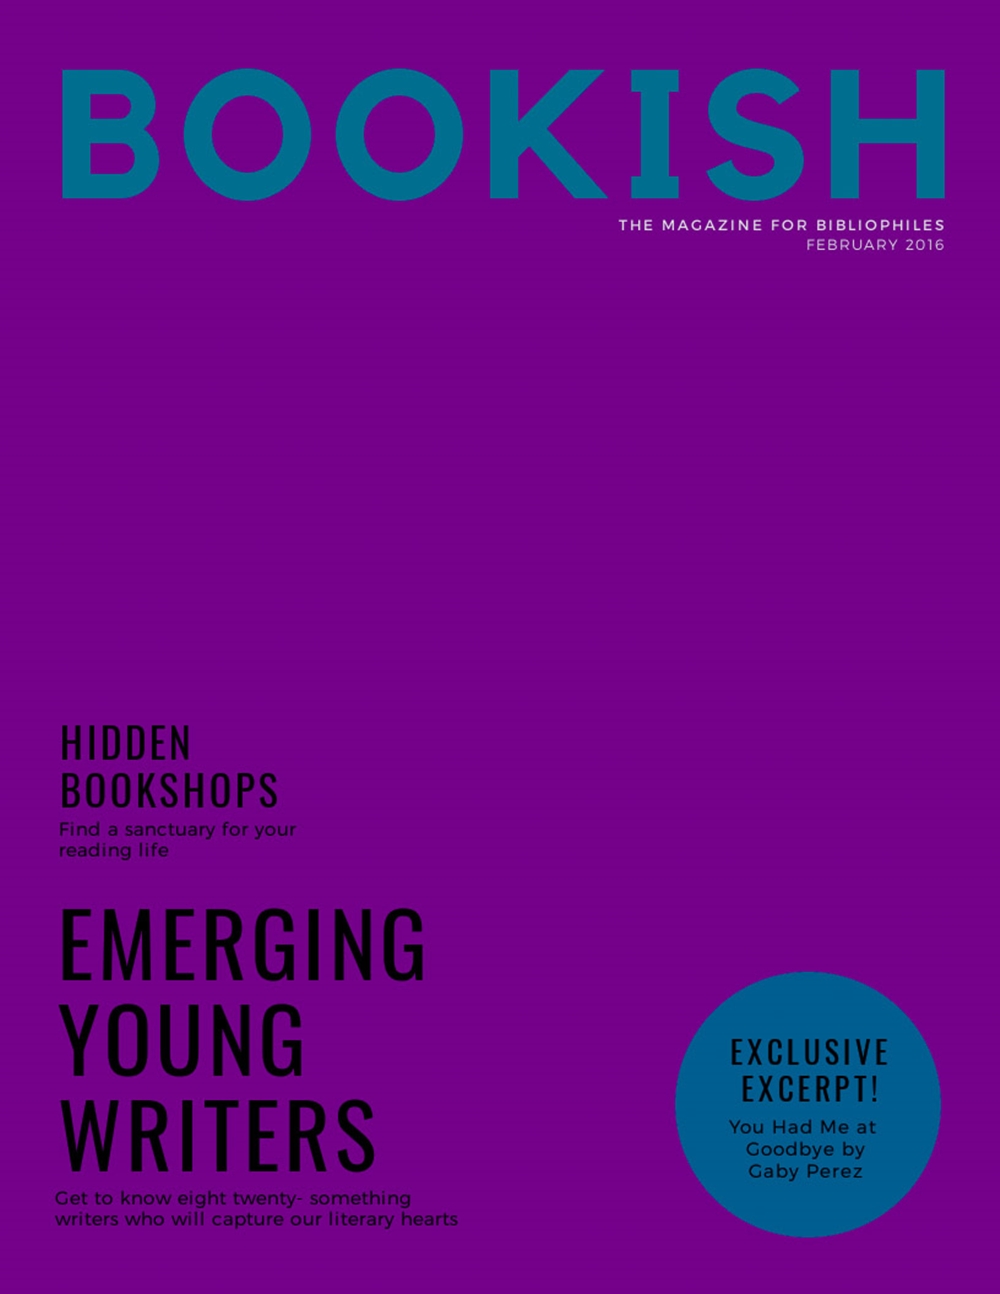 BOOKISH
THE MAGAZINE FOR BIBLIOPHILES
FEBRUARY 2016
HIDDEN
BOOKSHOPS
Find a sanctuary for your
reading life
EMERGING
YOUNG
WRITERS
Get to know eight twenty- something
writers who will capture our literary hearts
EXCLUSIVE
EXCERPT!
You Had Me at
Goodbye by
Gaby Perez